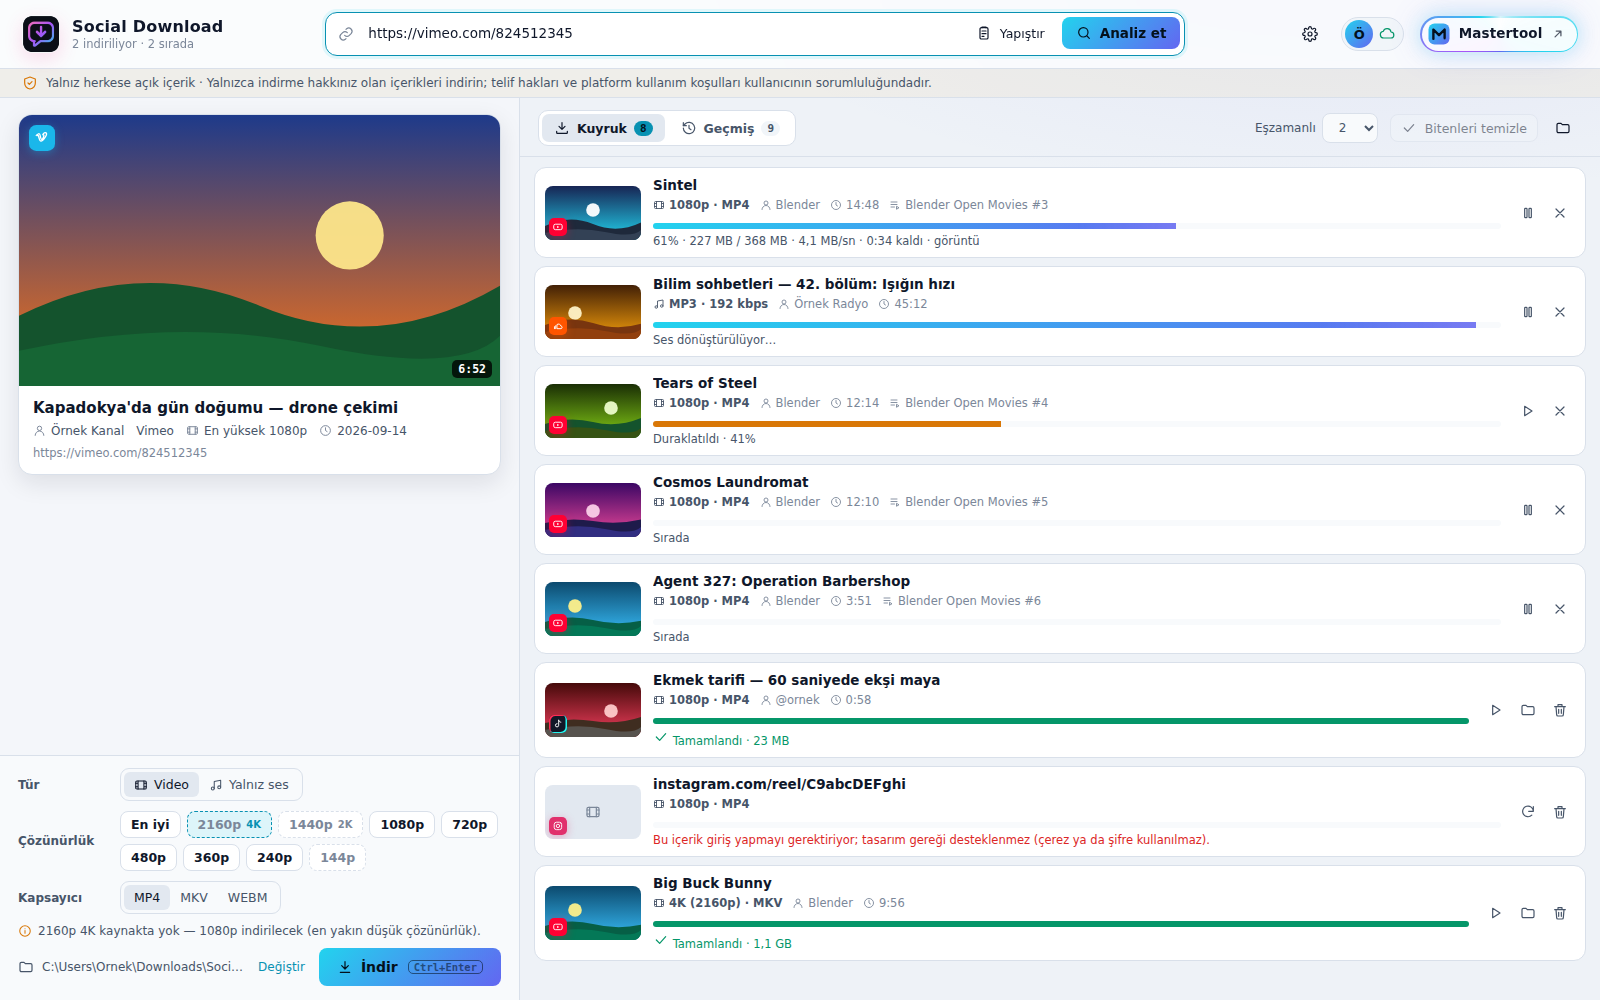 Social Download
2 indiriliyor · 2 sırada
https://vimeo.com/824512345
Yapıştır
Analiz et
Ö
Mastertool
Yalnız herkese açık içerik · Yalnızca indirme hakkınız olan içerikleri indirin; telif hakları ve platform kullanım koşulları kullanıcının sorumluluğundadır.
6:52
Kapadokya'da gün doğumu — drone çekimi
Örnek Kanal Vimeo En yüksek 1080p 2026-09-14
https://vimeo.com/824512345
Tür
Video Yalnız ses
Çözünürlük
En iyi 2160p 4K 1440p 2K 1080p 720p
480p 360p 240p 144p
Kapsayıcı
MP4 MKV WEBM
2160p 4K kaynakta yok — 1080p indirilecek (en yakın düşük çözünürlük).
C:\Users\Ornek\Downloads\Soci… Değiştir
İndir Ctrl+Enter
Kuyruk 8 Geçmiş 9
Eşzamanlı 2 Bitenleri temizle
Sintel
1080p · MP4 Blender 14:48 Blender Open Movies #3
61% · 227 MB / 368 MB · 4,1 MB/sn · 0:34 kaldı · görüntü
Bilim sohbetleri — 42. bölüm: Işığın hızı
MP3 · 192 kbps Örnek Radyo 45:12
Ses dönüştürülüyor…
Tears of Steel
1080p · MP4 Blender 12:14 Blender Open Movies #4
Duraklatıldı · 41%
Cosmos Laundromat
1080p · MP4 Blender 12:10 Blender Open Movies #5
Sırada
Agent 327: Operation Barbershop
1080p · MP4 Blender 3:51 Blender Open Movies #6
Sırada
Ekmek tarifi — 60 saniyede ekşi maya
1080p · MP4 @ornek 0:58
Tamamlandı · 23 MB
instagram.com/reel/C9abcDEFghi
1080p · MP4
Bu içerik giriş yapmayı gerektiriyor; tasarım gereği desteklenmez (çerez ya da şifre kullanılmaz).
Big Buck Bunny
4K (2160p) · MKV Blender 9:56
Tamamlandı · 1,1 GB